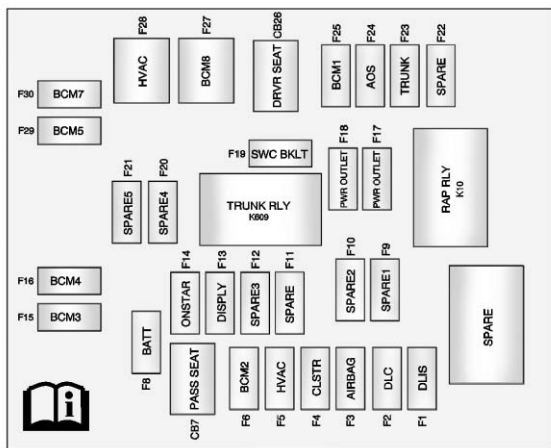 F28
F27
CB26
F25
F24
F23
F22
HVAC
BCM8
DRVR SEAT
BCM1
AOS
TRUNK
SPARE
F30
BCM7
F29
BCM5
F19
SWC BKLT
F18
F17
PWR OUTLET
PWR OUTLET
RAP RLY
K10
F21
F20
SPARE5
SPARE4
TRUNK RLY
K609
F16
BCM4
F15
BCM3
F14
F13
F12
F11
F10
F9
ONSTAR
DISPLY
SPARE3
SPARE
SPARE2
SPARE1
SPARE
BATT
F8
PASS SEAT
BCM2
HVAC
CLSTR
AIRBAG
DLC
DLIS
CB7
F6
F5
F4
F3
F2
F1
i